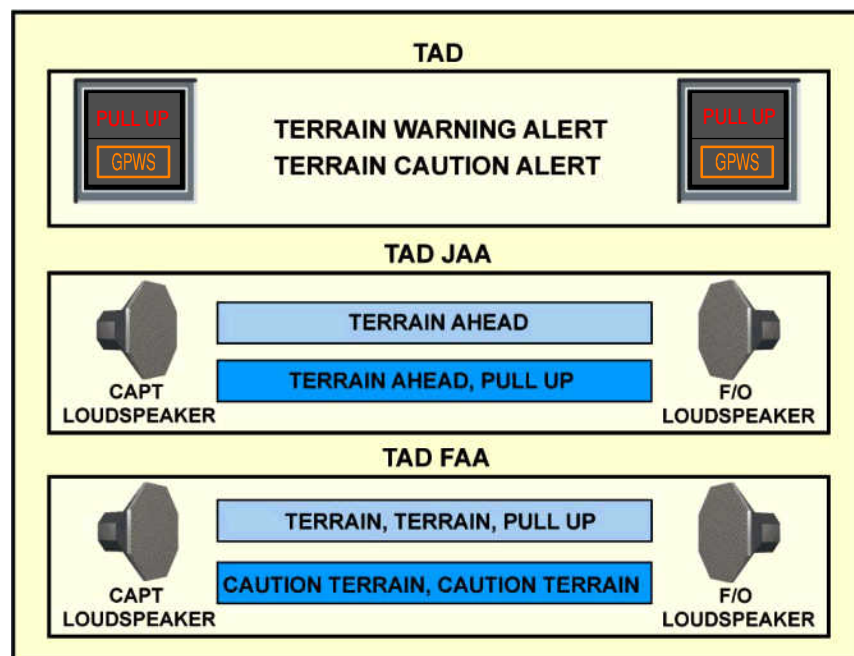 TAD
PULL UP
GPWS
TERRAIN WARNING ALERT
TERRAIN CAUTION ALERT
PULL UP
GPWS
TAD JAA
CAPT
LOUDSPEAKER
TERRAIN AHEAD
TERRAIN AHEAD, PULL UP
F/O
LOUDSPEAKER
TAD FAA
CAPT
LOUDSPEAKER
TERRAIN, TERRAIN, PULL UP
CAUTION TERRAIN, CAUTION TERRAIN
F/O
LOUDSPEAKER